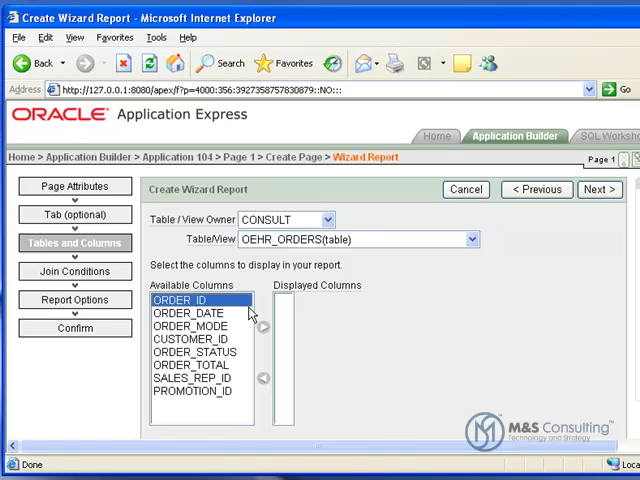 Create Wizard Report - Microsoft Internet Explorer
File Edit View Favorites Tools Help
Back Search Favorites
Address http://127.0.0.1:8080/apex/f?p=4000:356:3927358757830879::NO:::  Go
ORACLE Application Express
Home Application Builder SQL Worksho
Home > Application Builder > Application 104 > Page 1 > Create Page > Wizard Report Page 1
Page Attributes
Tab (optional)
Tables and Columns
Join Conditions
Report Options
Confirm
Create Wizard Report Cancel < Previous Next >
Table / View Owner CONSULT
Table/View OEHR_ORDERS(table)
Select the columns to display in your report.
Available Columns Displayed Columns
ORDER_ID
ORDER_DATE
ORDER_MODE
CUSTOMER_ID
ORDER_STATUS
ORDER_TOTAL
SALES_REP_ID
PROMOTION_ID
M&S Consulting
Technology and Strategy
Done Loca